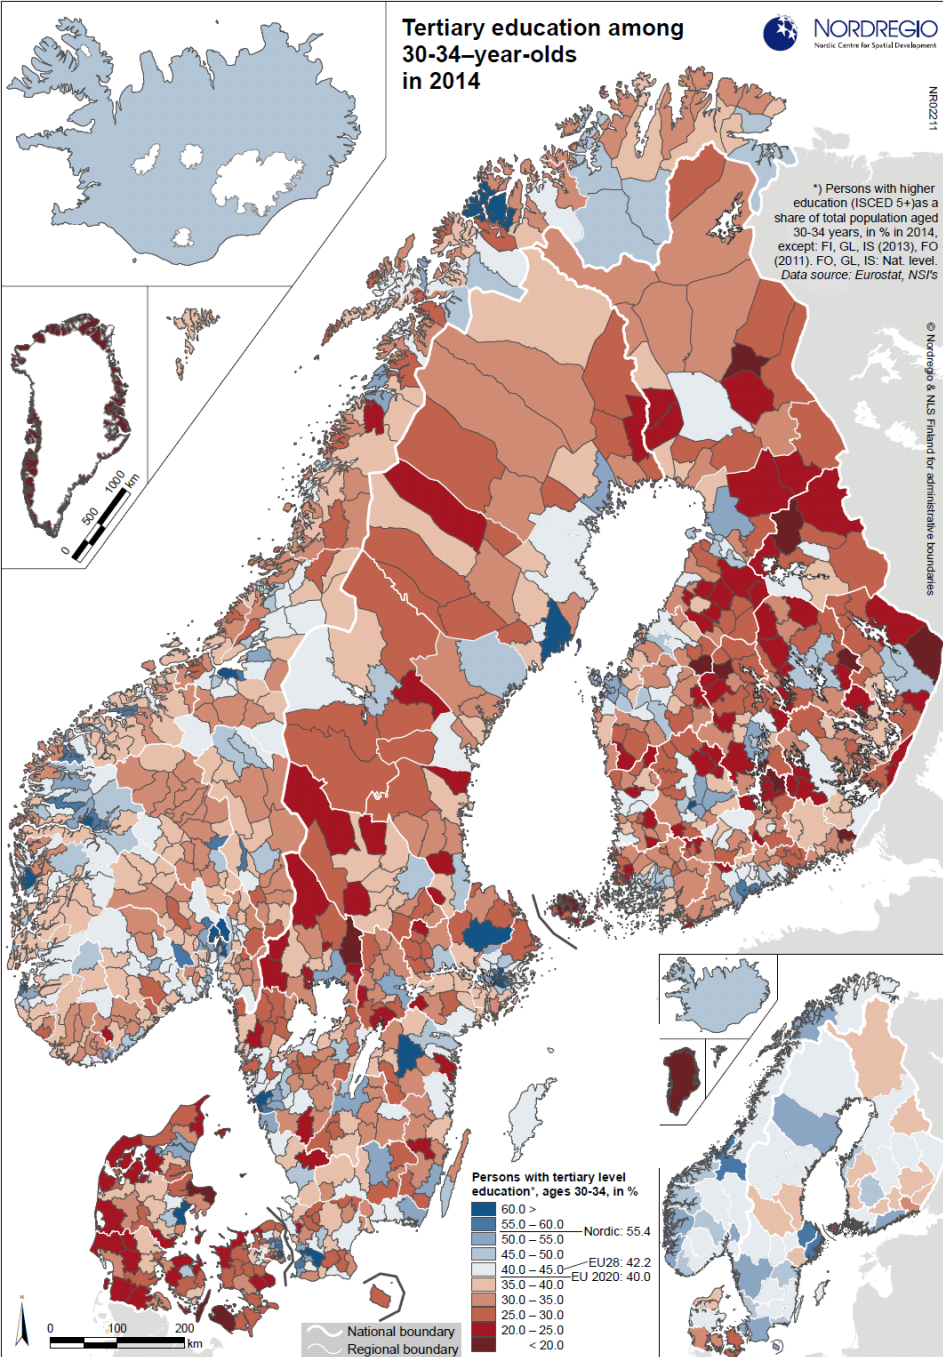 Tertiary education among
30-34–year-olds
in 2014
NORDREGIO
Nordic Centre for Spatial Development
NR02211
*) Persons with higher
education (ISCED 5+)as a
share of total population aged
30-34 years, in % in 2014,
except: FI, GL, IS (2013), FO
(2011). FO, GL, IS: Nat. level.
Data source: Eurostat, NSI's
© Nordregio & NLS Finland for administrative boundaries
0 500 1000
km
Persons with tertiary level
education*, ages 30-34, in %
60.0 >
55.0 – 60.0
Nordic: 55.4
50.0 – 55.0
45.0 – 50.0
40.0 – 45.0
EU28: 42.2
EU 2020: 40.0
35.0 – 40.0
30.0 – 35.0
25.0 – 30.0
20.0 – 25.0
< 20.0
N
0 100 200
km
National boundary
Regional boundary